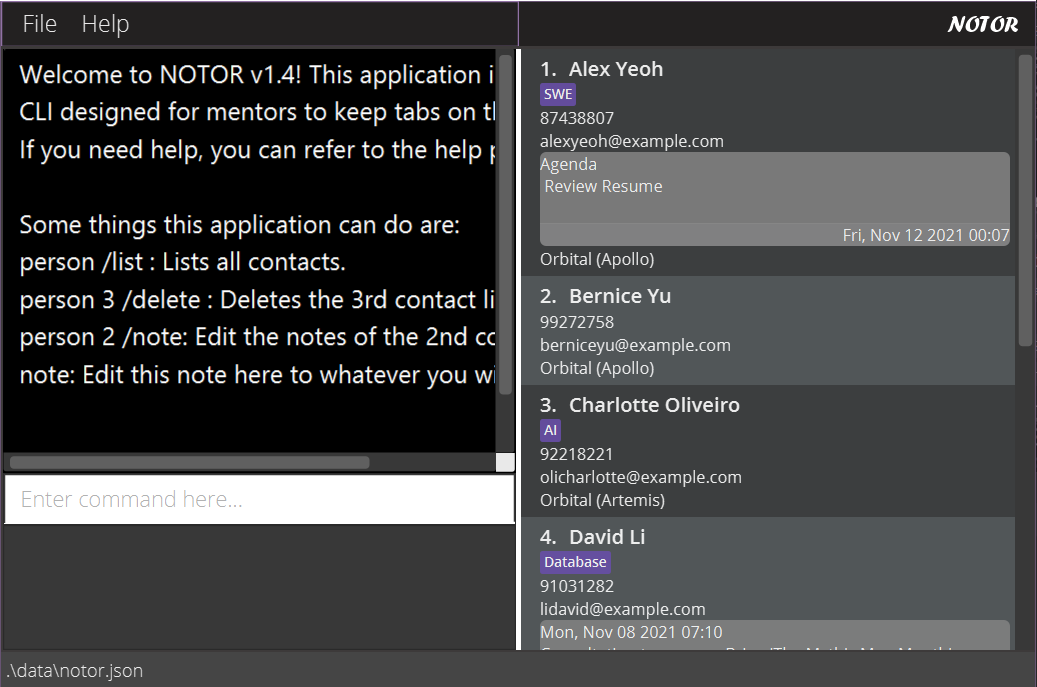 File Help
NOTOR
Welcome to NOTOR v1.4! This application i
CLI designed for mentors to keep tabs on th
If you need help, you can refer to the help p
Some things this application can do are:
person /list : Lists all contacts.
person 3 /delete : Deletes the 3rd contact li
person 2 /note: Edit the notes of the 2nd co
note: Edit this note here to whatever you wi
Enter command here...
1. Alex Yeoh
SWE
87438807
alexyeoh@example.com
Agenda
Review Resume
Fri, Nov 12 2021 00:07
Orbital (Apollo)
2. Bernice Yu
99272758
berniceyu@example.com
Orbital (Apollo)
3. Charlotte Oliveiro
AI
92218221
olicharlotte@example.com
Orbital (Artemis)
4. David Li
Database
91031282
lidavid@example.com
Mon, Nov 08 2021 07:10
.\data\notor.json